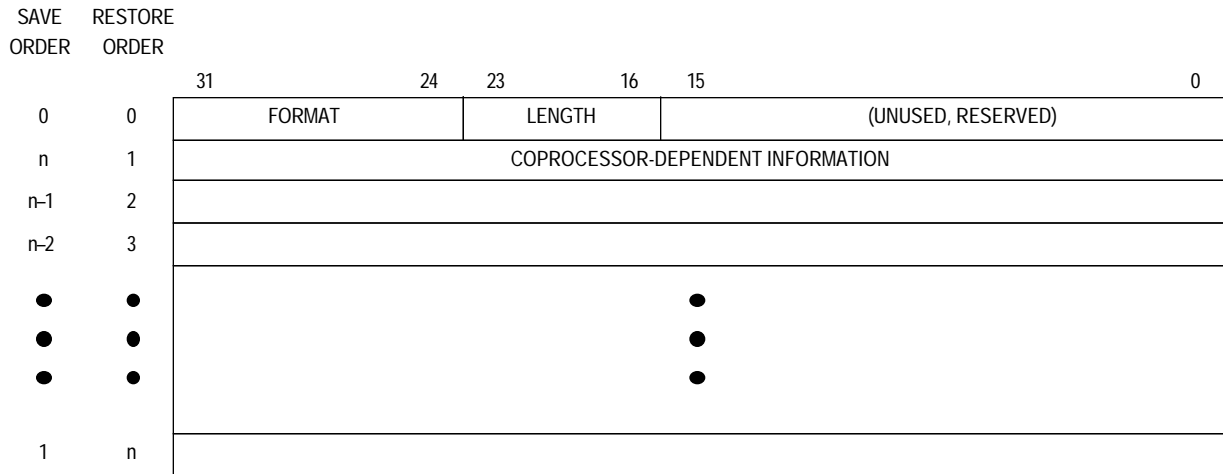 SAVE RESTORE
ORDER ORDER
31 24 23 16 15 0
0 0 FORMAT LENGTH (UNUSED, RESERVED)
n 1 COPROCESSOR-DEPENDENT INFORMATION
n–1 2
n–2 3
1 n